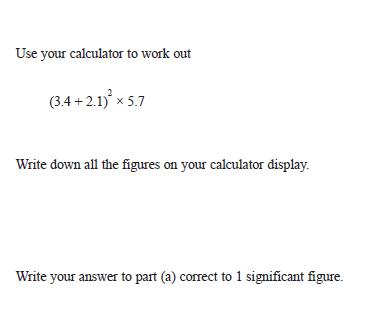 Use your calculator to work out
(3.4 + 2.1)² × 5.7
Write down all the figures on your calculator display.
Write your answer to part (a) correct to 1 significant figure.